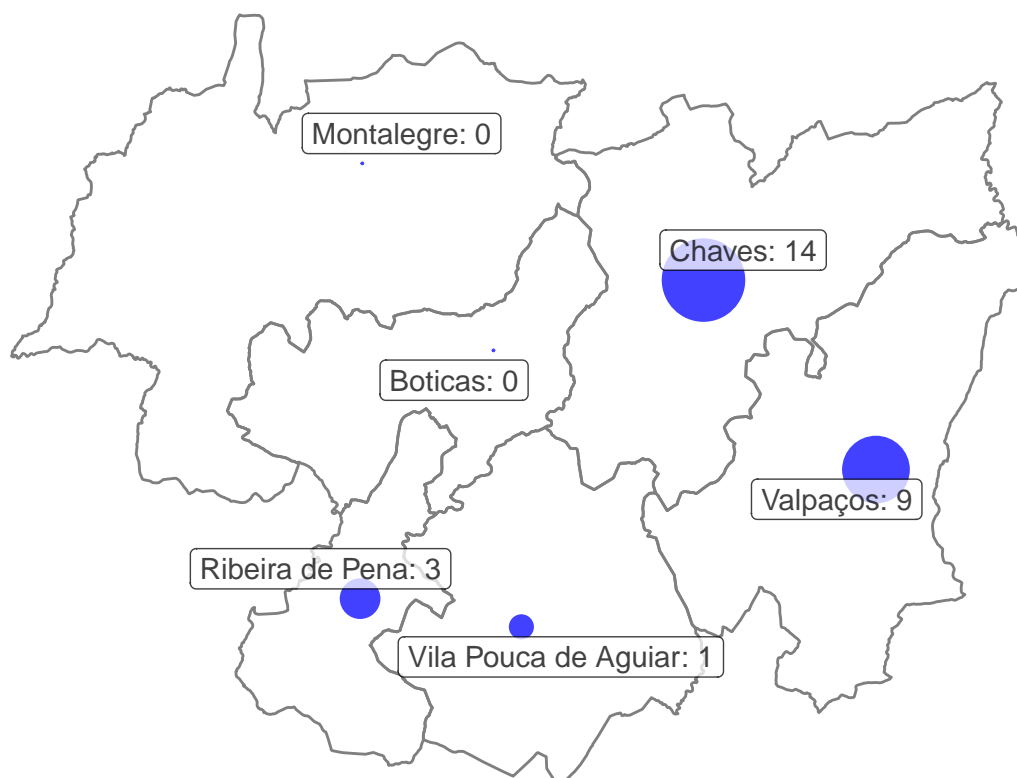 Montalegre: 0
Chaves: 14
Boticas: 0
Valpaços: 9
Ribeira de Pena: 3
Vila Pouca de Aguiar: 1